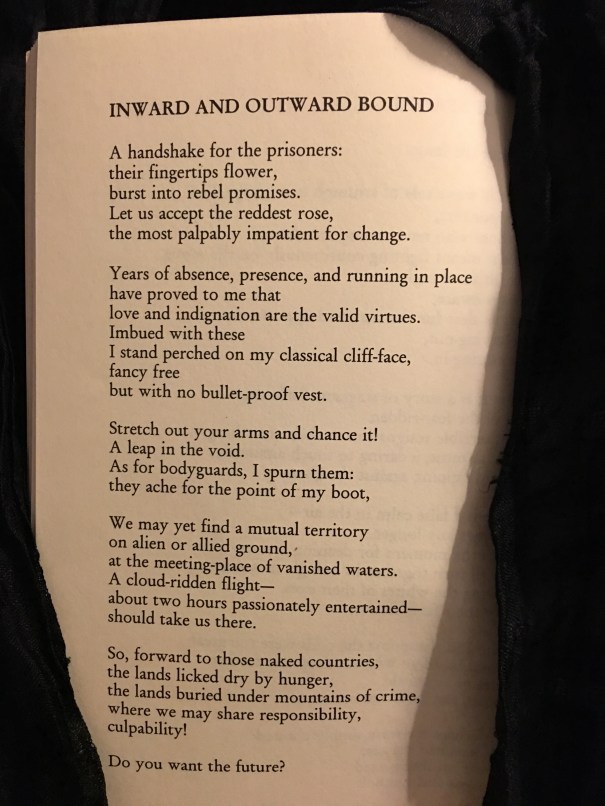 INWARD AND OUTWARD BOUND
A handshake for the prisoners:
their fingertips flower,
burst into rebel promises.
Let us accept the reddest rose,
the most palpably impatient for change.
Years of absence, presence, and running in place
have proved to me that
love and indignation are the valid virtues.
Imbued with these
I stand perched on my classical cliff-face,
fancy free
but with no bullet-proof vest.
Stretch out your arms and chance it!
A leap in the void.
As for bodyguards, I spurn them:
they ache for the point of my boot,
We may yet find a mutual territory
on alien or allied ground,
at the meeting-place of vanished waters.
A cloud-ridden flight—
about two hours passionately entertained—
should take us there.
So, forward to those naked countries,
the lands licked dry by hunger,
the lands buried under mountains of crime,
where we may share responsibility,
culpability!
Do you want the future?